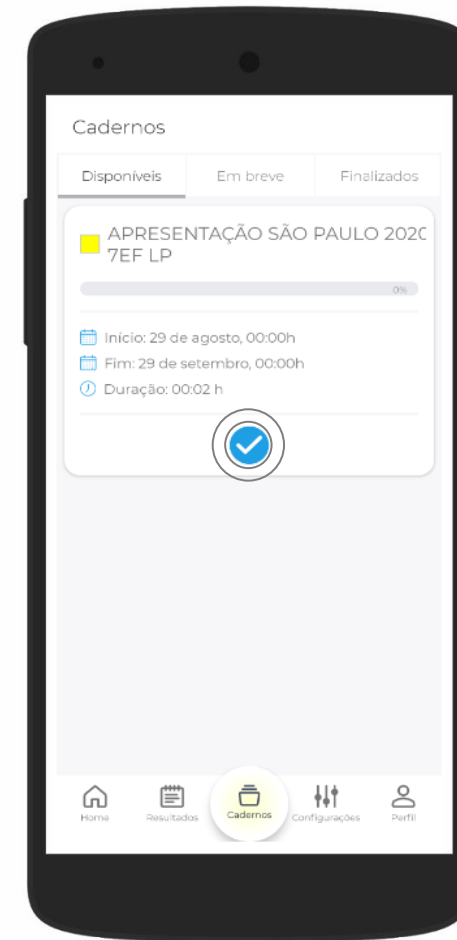 Cadernos
Disponíveis Em breve Finalizados
APRESENTAÇÃO SÃO PAULO 2020
7EF LP
0%
Início: 29 de agosto, 00:00h
Fim: 29 de setembro, 00:00h
Duração: 00:02 h
Home Resultados Cadernos Configurações Perfil